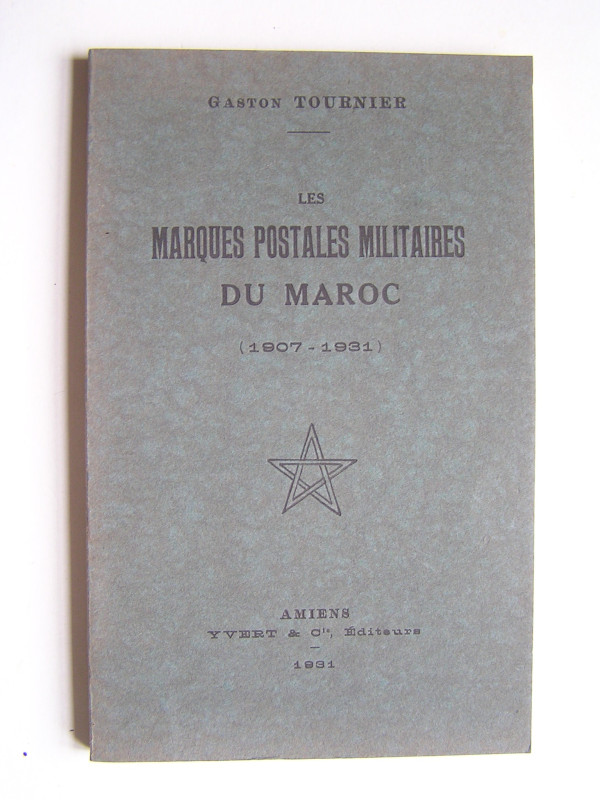 GASTON TOURNIER
LES
MARQUES POSTALES MILITAIRES
DU MAROC
(1907-1931)
AMIENS
YVERT & Cie, Éditeurs
1931